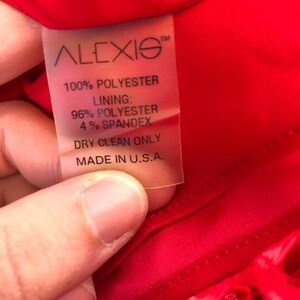 ALEXIS™
100% POLYESTER
LINING:
96% POLYESTER
4% SPANDEX
DRY CLEAN ONLY
MADE IN U.S.A.